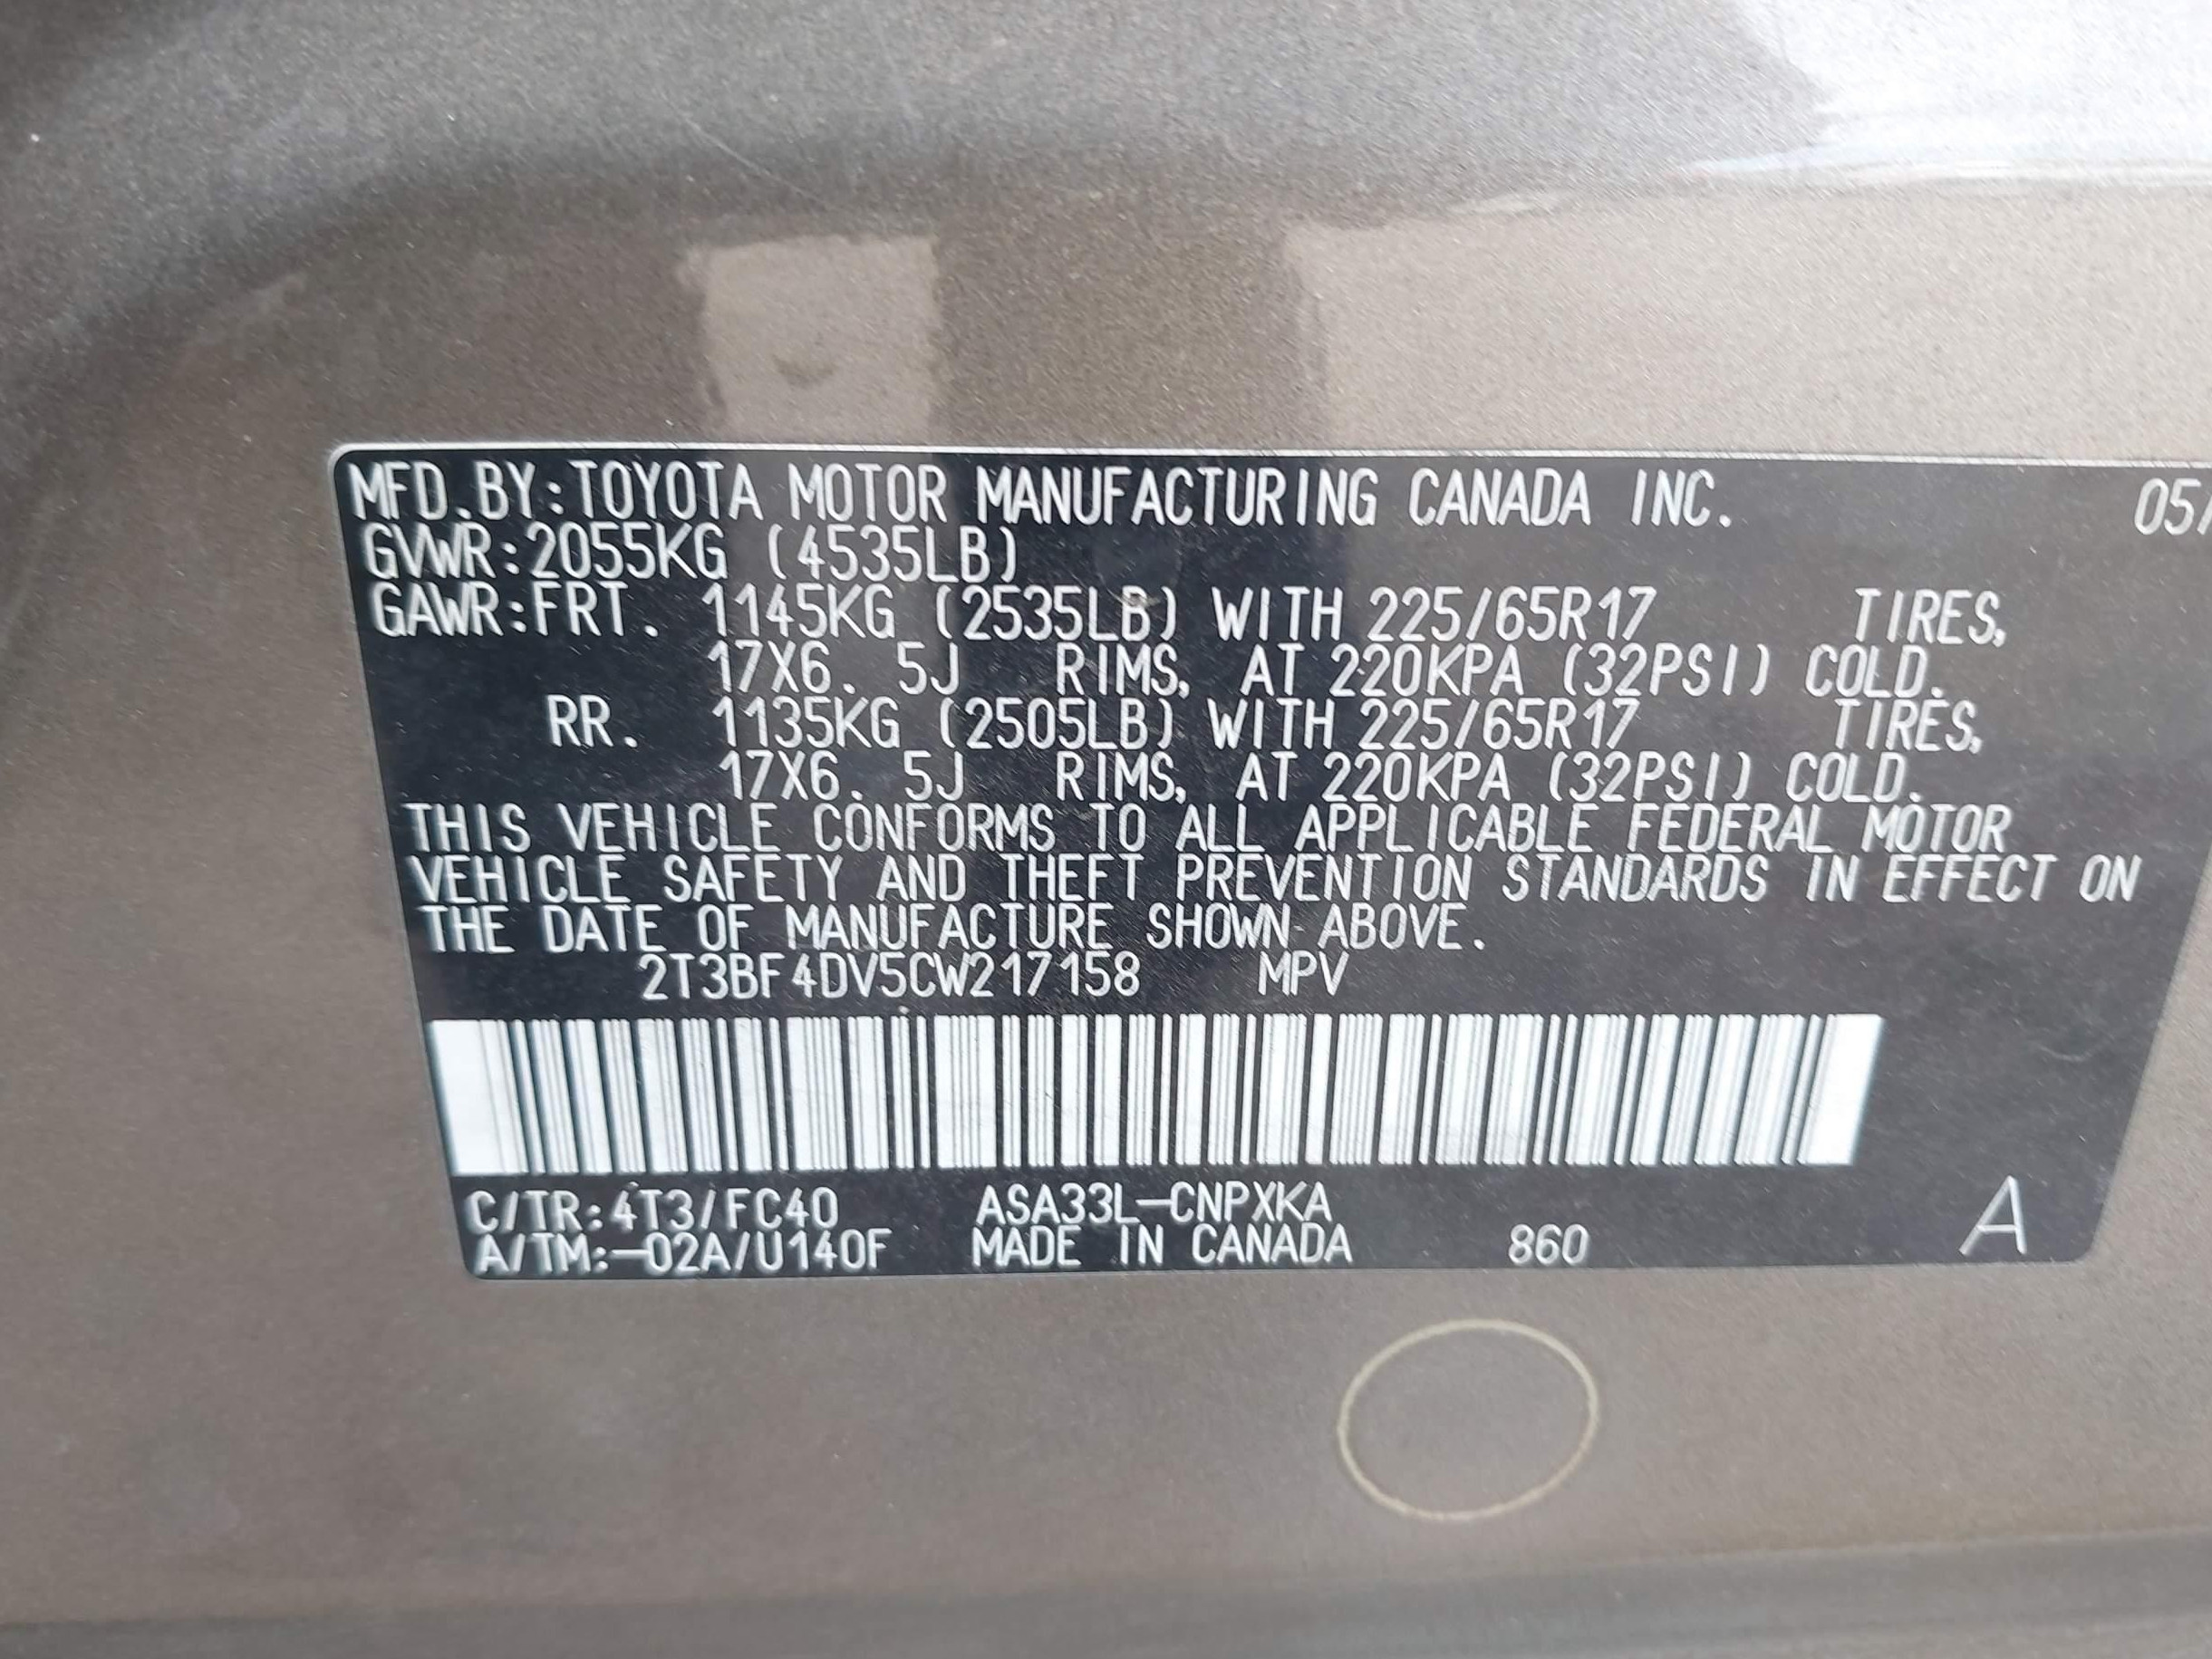 MFD.BY:TOYOTA MOTOR MANUFACTURING CANADA INC. 05/
GVWR:2055KG (4535LB)
GAWR:FRT. 1145KG (2535LB) WITH 225/65R17 TIRES,
17X6.5J RIMS, AT 220KPA (32PSI) COLD.
RR. 1135KG (2505LB) WITH 225/65R17 TIRES,
17X6.5J RIMS, AT 220KPA (32PSI) COLD.
THIS VEHICLE CONFORMS TO ALL APPLICABLE FEDERAL MOTOR
VEHICLE SAFETY AND THEFT PREVENTION STANDARDS IN EFFECT ON
THE DATE OF MANUFACTURE SHOWN ABOVE.
2T3BF4DV5CW217158 MPV
C/TR:4T3/FC40 ASA33L-CNPXKA
A/TM:-02A/U140F MADE IN CANADA 860 A